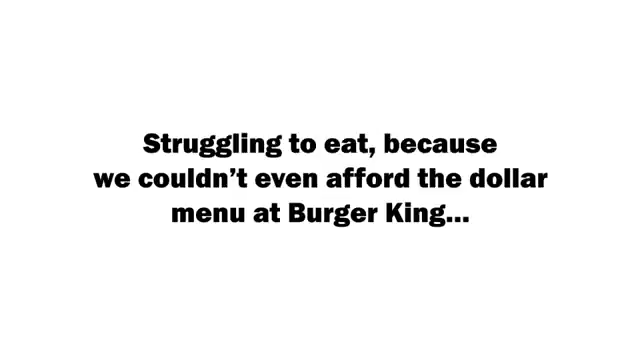 Struggling to eat, because
we couldn’t even afford the dollar
menu at Burger King...